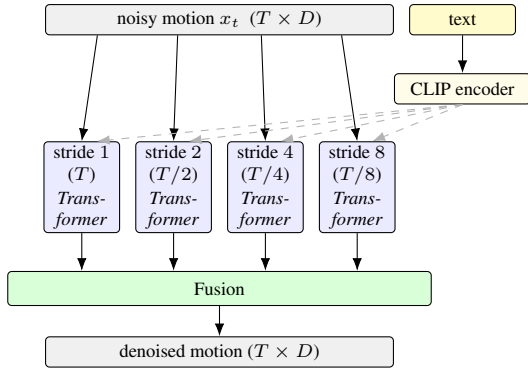 noisy motion x_t (T × D)
text
CLIP encoder
stride 1
(T)
Trans-
former
stride 2
(T/2)
Trans-
former
stride 4
(T/4)
Trans-
former
stride 8
(T/8)
Trans-
former
Fusion
denoised motion (T × D)